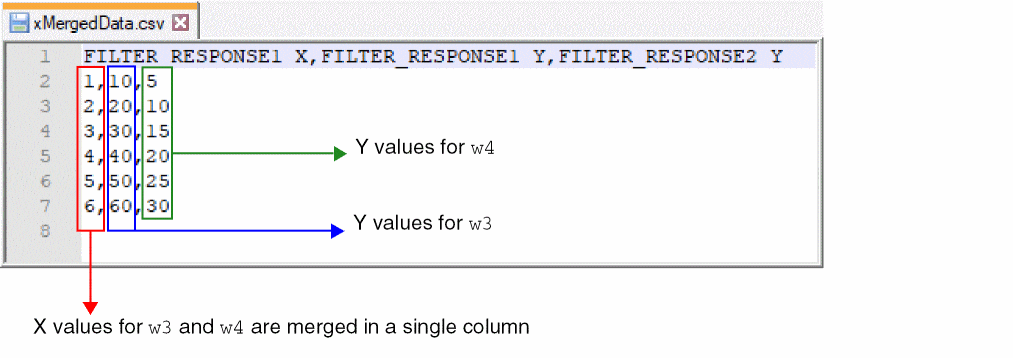 xMergedData.csv
1 FILTER RESPONSE1 X,FILTER_RESPONSE1 Y,FILTER_RESPONSE2 Y
2 1,10,5
3 2,20,10
4 3,30,15
5 4,40,20
6 5,50,25
7 6,60,30
8
Y values for w4
Y values for w3
X values for w3 and w4 are merged in a single column